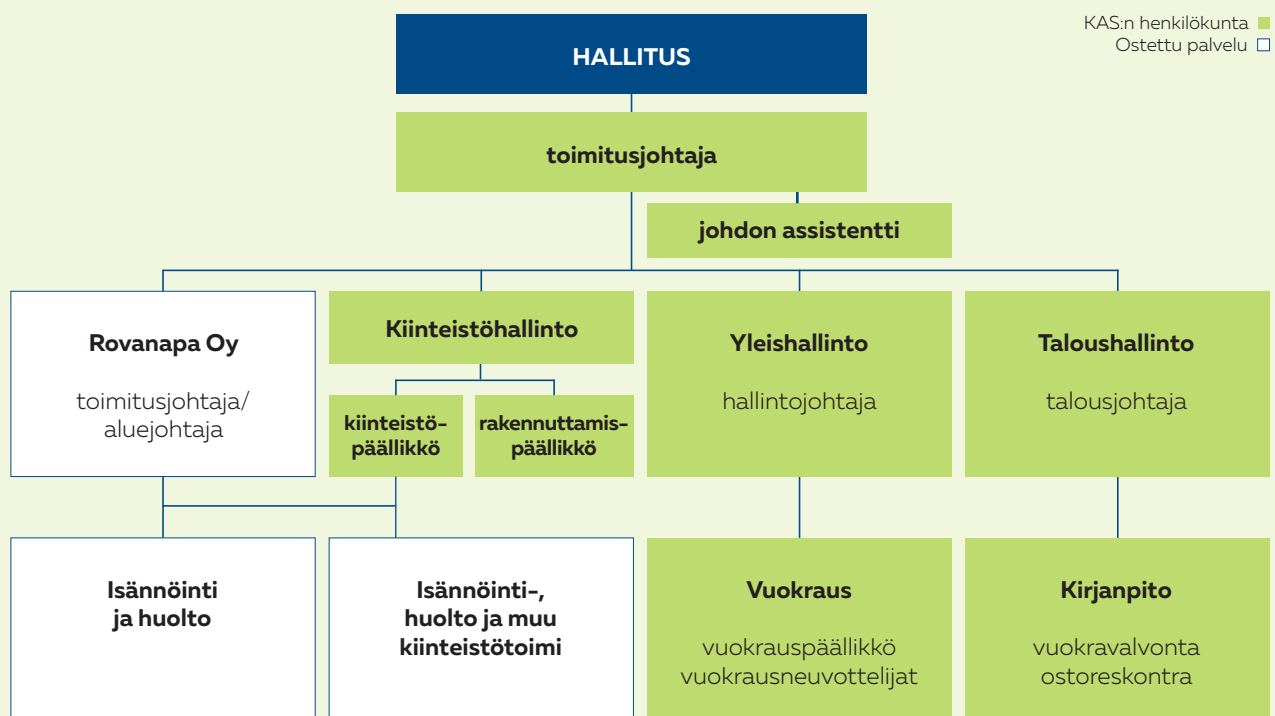 KAS:n henkilökunta
Ostettu palvelu
HALLITUS
toimitusjohtaja
johdon assistentti
Rovanapa Oy
toimitusjohtaja/
aluejohtaja
Kiinteistöhallinto
kiinteistö-
päällikkö
rakennuttamis-
päällikkö
Yleishallinto
hallintojohtaja
Taloushallinto
talousjohtaja
Isännöinti
ja huolto
Isännöinti-,
huolto ja muu
kiinteistötoimi
Vuokraus
vuokrauspäällikkö
vuokrausneuvottelijat
Kirjanpito
vuokravalvonta
ostoreskontra